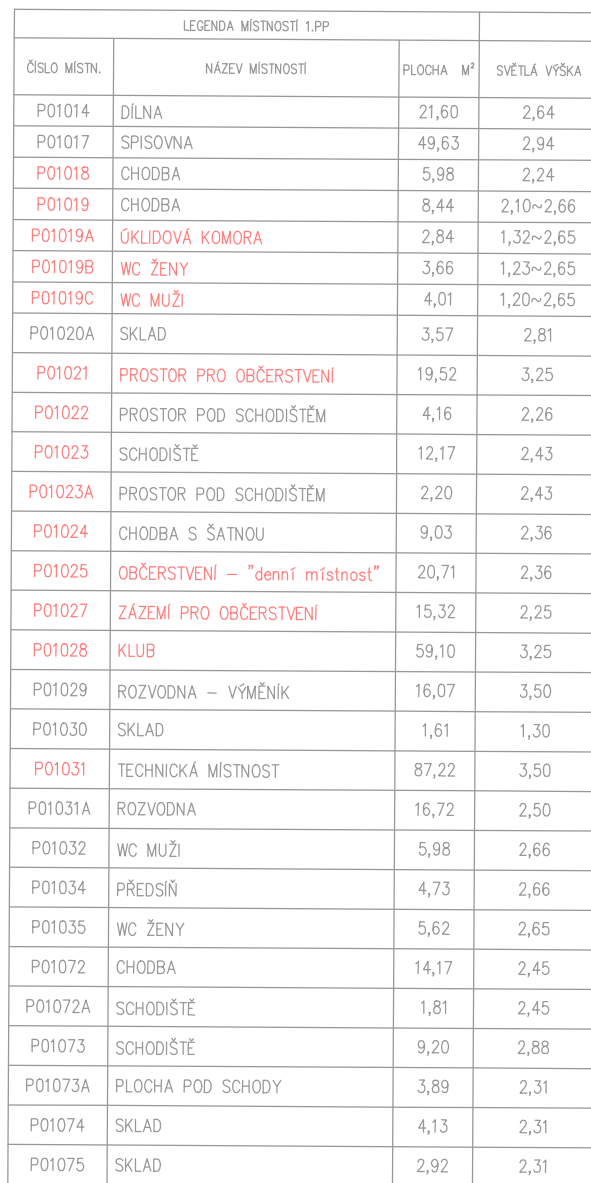 LEGENDA MÍSTNOSTÍ 1.PP
ČÍSLO MÍSTN. NÁZEV MÍSTNOSTI PLOCHA M² SVĚTLÁ VÝŠKA
P01014 DÍLNA 21,60 2,64
P01017 SPISOVNA 49,63 2,94
P01018 CHODBA 5,98 2,24
P01019 CHODBA 8,44 2,10~2,66
P01019A ÚKLIDOVÁ KOMORA 2,84 1,32~2,65
P01019B WC ŽENY 3,66 1,23~2,65
P01019C WC MUŽI 4,01 1,20~2,65
P01020A SKLAD 3,57 2,81
P01021 PROSTOR PRO OBČERSTVENÍ 19,52 3,25
P01022 PROSTOR POD SCHODIŠTĚM 4,16 2,26
P01023 SCHODIŠTĚ 12,17 2,43
P01023A PROSTOR POD SCHODIŠTĚM 2,20 2,43
P01024 CHODBA S ŠATNOU 9,03 2,36
P01025 OBČERSTVENÍ – "denní místnost" 20,71 2,36
P01027 ZÁZEMÍ PRO OBČERSTVENÍ 15,32 2,25
P01028 KLUB 59,10 3,25
P01029 ROZVODNA – VÝMĚNÍK 16,07 3,50
P01030 SKLAD 1,61 1,30
P01031 TECHNICKÁ MÍSTNOST 87,22 3,50
P01031A ROZVODNA 16,72 2,50
P01032 WC MUŽI 5,98 2,66
P01034 PŘEDSÍŇ 4,73 2,66
P01035 WC ŽENY 5,62 2,65
P01072 CHODBA 14,17 2,45
P01072A SCHODIŠTĚ 1,81 2,45
P01073 SCHODIŠTĚ 9,20 2,88
P01073A PLOCHA POD SCHODY 3,89 2,31
P01074 SKLAD 4,13 2,31
P01075 SKLAD 2,92 2,31